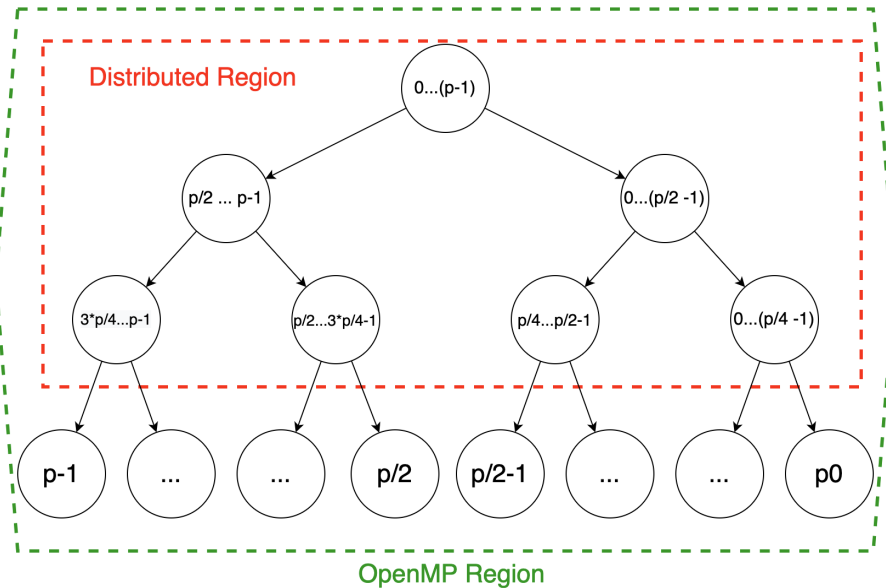 Distributed Region
0...(p-1)
p/2 ... p-1
0...(p/2 -1)
3*p/4...p-1
p/2...3*p/4-1
p/4...p/2-1
0...(p/4 -1)
p-1
...
...
p/2
p/2-1
...
...
p0
OpenMP Region